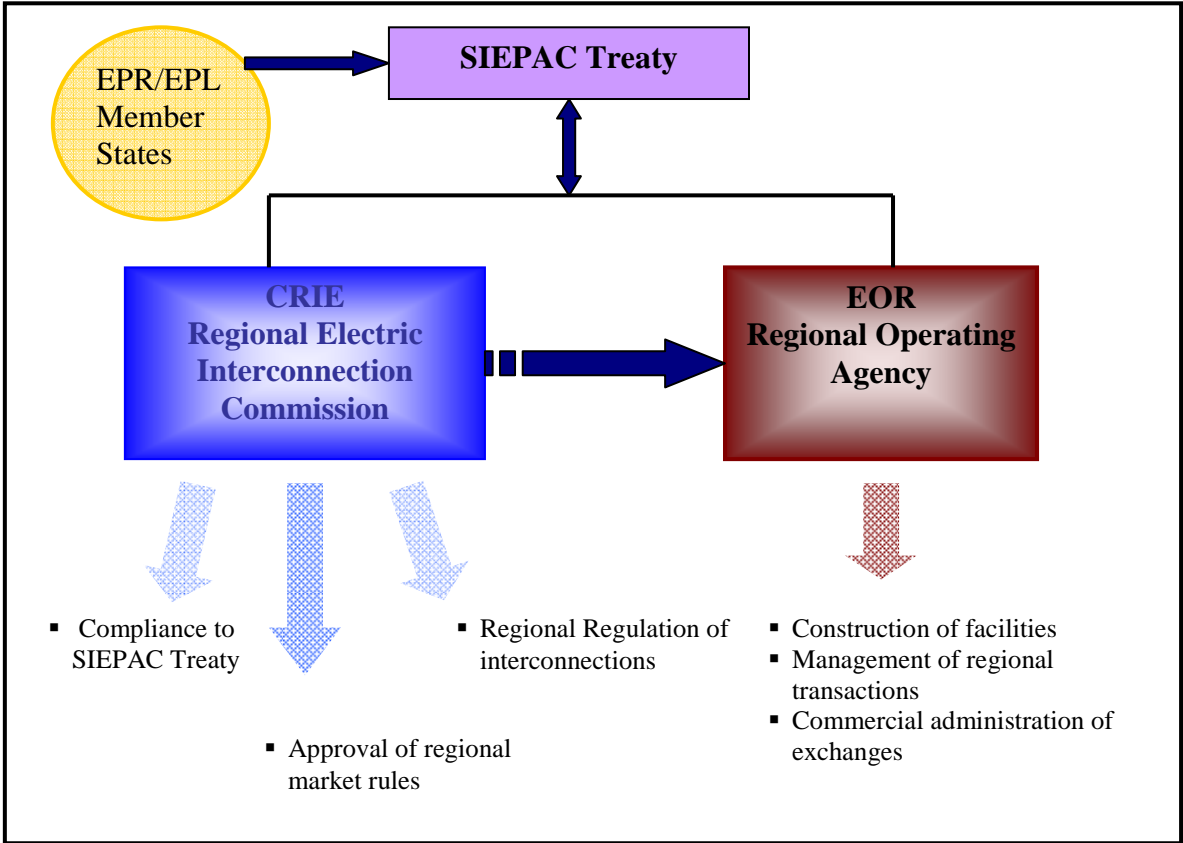 SIEPAC Treaty
EPR/EPL
Member
States
CRIE
Regional Electric
Interconnection
Commission
EOR
Regional Operating
Agency
▪ Compliance to
SIEPAC Treaty
▪ Approval of regional
market rules
▪ Regional Regulation of
interconnections
▪ Construction of facilities
▪ Management of regional
transactions
▪ Commercial administration of
exchanges